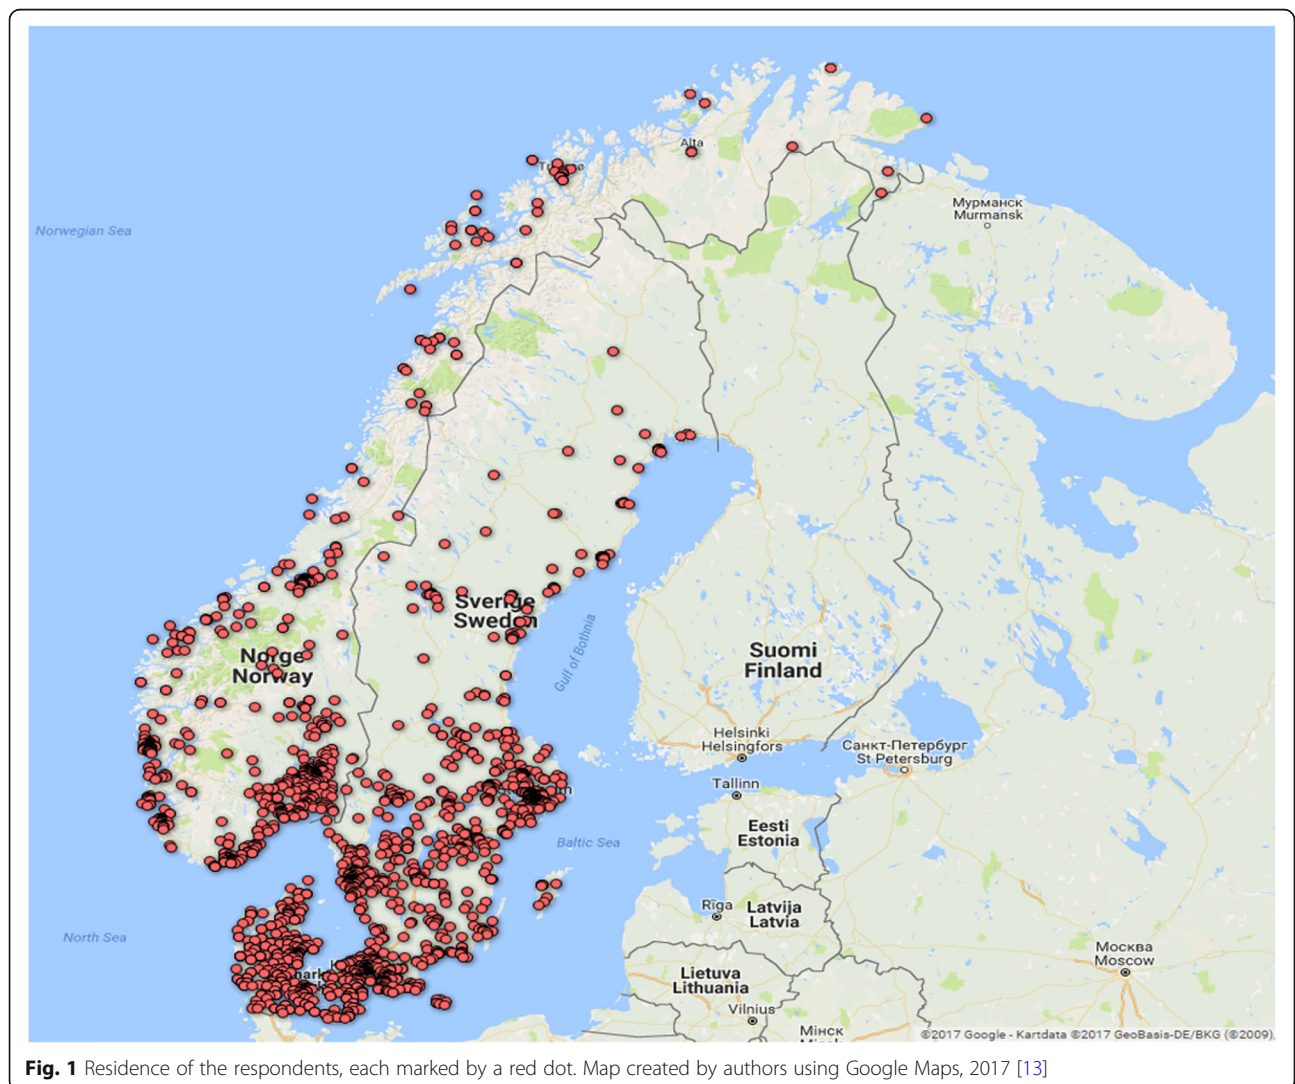 Alta
Мурманск
Murmansk
Norwegian Sea
Sverige
Sweden
Gulf of Bothnia
Norge
Norway
Suomi
Finland
Helsinki
Helsingfors
Санкт-Петербург
St Petersburg
Tallinn
Eesti
Estonia
Baltic Sea
Rīga
Latvija
Latvia
North Sea
Москва
Moscow
Lietuva
Lithuania
Vilnius
Мінск
©2017 Google - Kartdata ©2017 GeoBasis-DE/BKG (©2009)
Fig. 1 Residence of the respondents, each marked by a red dot. Map created by authors using Google Maps, 2017 [13]